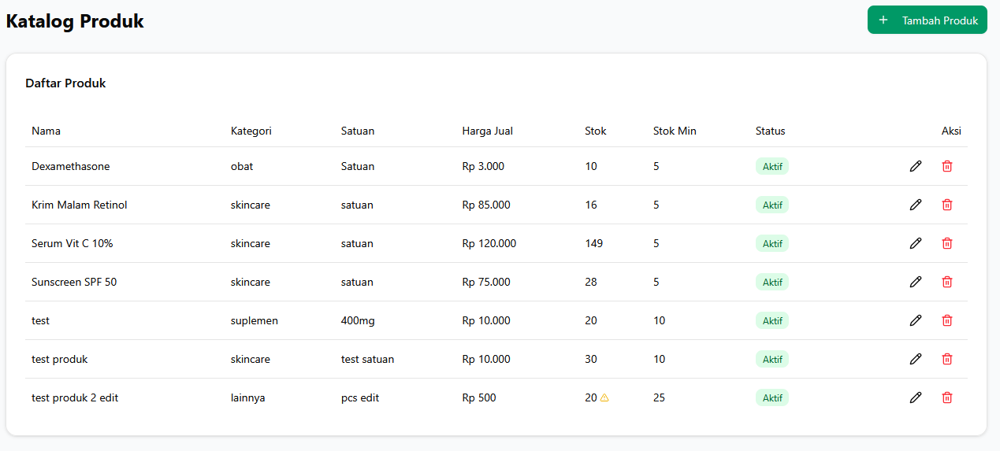 Katalog Produk
+ Tambah Produk
Daftar Produk
Nama Kategori Satuan Harga Jual Stok Stok Min Status Aksi
Dexamethasone obat Satuan Rp 3.000 10 5 Aktif
Krim Malam Retinol skincare satuan Rp 85.000 16 5 Aktif
Serum Vit C 10% skincare satuan Rp 120.000 149 5 Aktif
Sunscreen SPF 50 skincare satuan Rp 75.000 28 5 Aktif
test suplemen 400mg Rp 10.000 20 10 Aktif
test produk skincare test satuan Rp 10.000 30 10 Aktif
test produk 2 edit lainnya pcs edit Rp 500 20 25 Aktif